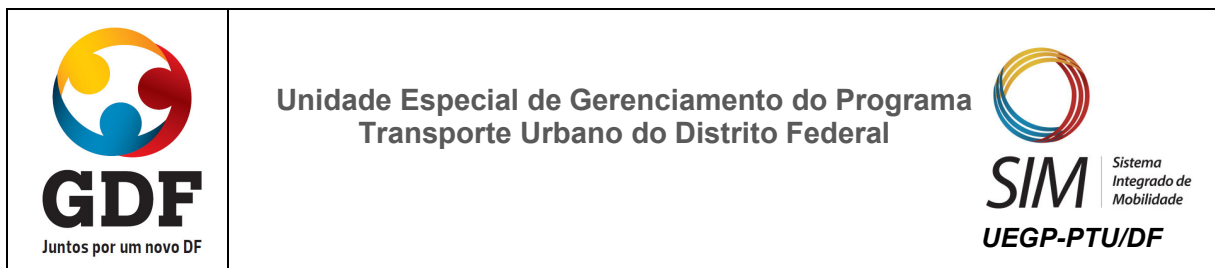 GDF
Juntos por um novo DF
Unidade Especial de Gerenciamento do Programa
Transporte Urbano do Distrito Federal
SIM
Sistema
Integrado de
Mobilidade
UEGP-PTU/DF